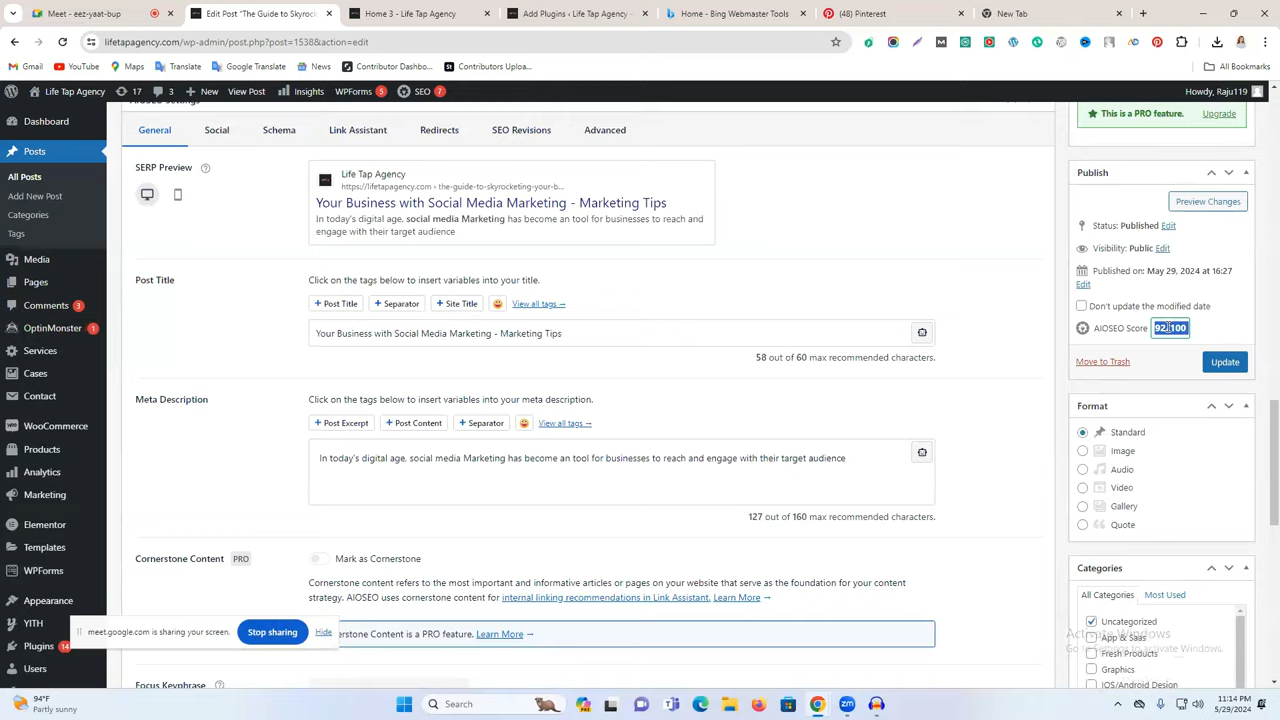 Meet - eez-yaat-boy
Edit Post "The Guide to Skyrock
Home 3 - Life Tap Agency
Add Plugins ‹ Life Tap Agency
Home - Bing Webmaster Tools
(48) Pinterest
New Tab
lifetapagency.com/wp-admin/post.php?post=1538&action=edit
Gmail
YouTube
Maps
Translate
Google Translate
News
Contributor Dashbo...
Contributors Uploa...
All Bookmarks
Life Tap Agency
17
3
New
View Post
Insights
WPForms 5
SEO 7
Howdy, Raju119
Dashboard
Posts
All Posts
Add New Post
Categories
Tags
Media
Pages
Comments 3
OptinMonster 1
Services
Cases
Contact
WooCommerce
Products
Analytics
Marketing
Elementor
Templates
WPForms
Appearance
YITH
Plugins 14
Users
AIOSEO Settings
General
Social
Schema
Link Assistant
Redirects
SEO Revisions
Advanced
SERP Preview
Life Tap Agency
https://lifetapagency.com › the-guide-to-skyrocketing-your-b...
Your Business with Social Media Marketing - Marketing Tips
In today's digital age, social media Marketing has become an tool for businesses to reach and
engage with their target audience
Post Title
Click on the tags below to insert variables into your title.
+ Post Title
+ Separator
+ Site Title
View all tags →
Your Business with Social Media Marketing - Marketing Tips
58 out of 60 max recommended characters.
Meta Description
Click on the tags below to insert variables into your meta description.
+ Post Excerpt
+ Post Content
+ Separator
View all tags →
In today's digital age, social media Marketing has become an tool for businesses to reach and engage with their target audience
127 out of 160 max recommended characters.
Cornerstone Content PRO
Mark as Cornerstone
Cornerstone content refers to the most important and informative articles or pages on your website that serve as the foundation for your content
strategy. AIOSEO uses cornerstone content for internal linking recommendations in Link Assistant. Learn More →
erstone Content is a PRO feature. Learn More →
Focus Keyphrase
meet.google.com is sharing your screen.
Stop sharing
Hide
This is a PRO feature. Upgrade
Publish
Preview Changes
Status: Published Edit
Visibility: Public Edit
Published on: May 29, 2024 at 16:27
Edit
Don't update the modified date
AIOSEO Score 92/100
Move to Trash
Update
Format
Standard
Image
Audio
Video
Gallery
Quote
Categories
All Categories
Most Used
Uncategorized
App & Saas
Fresh Products
Graphics
IOS/Android Design
Activate Windows
Go to Settings to activate Windows.
94°F
Partly sunny
Search
11:14 PM
5/29/2024